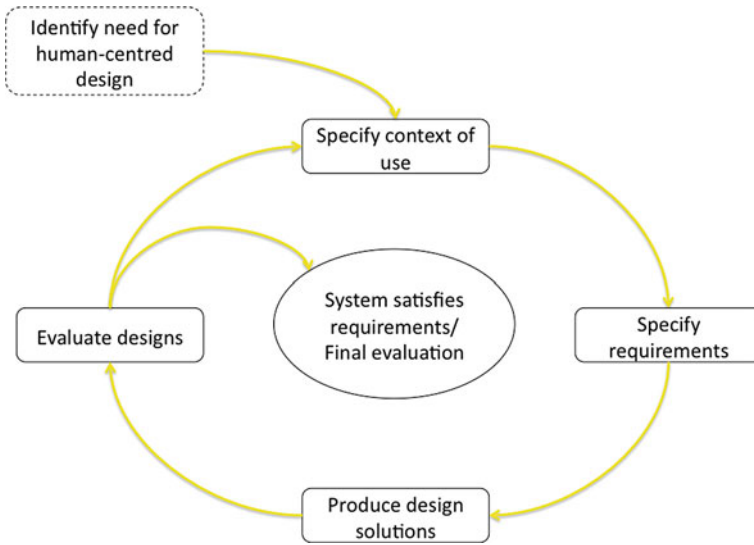 Identify need for
human-centred
design
Specify context of
use
System satisfies
requirements/
Final evaluation
Evaluate designs
Specify
requirements
Produce design
solutions